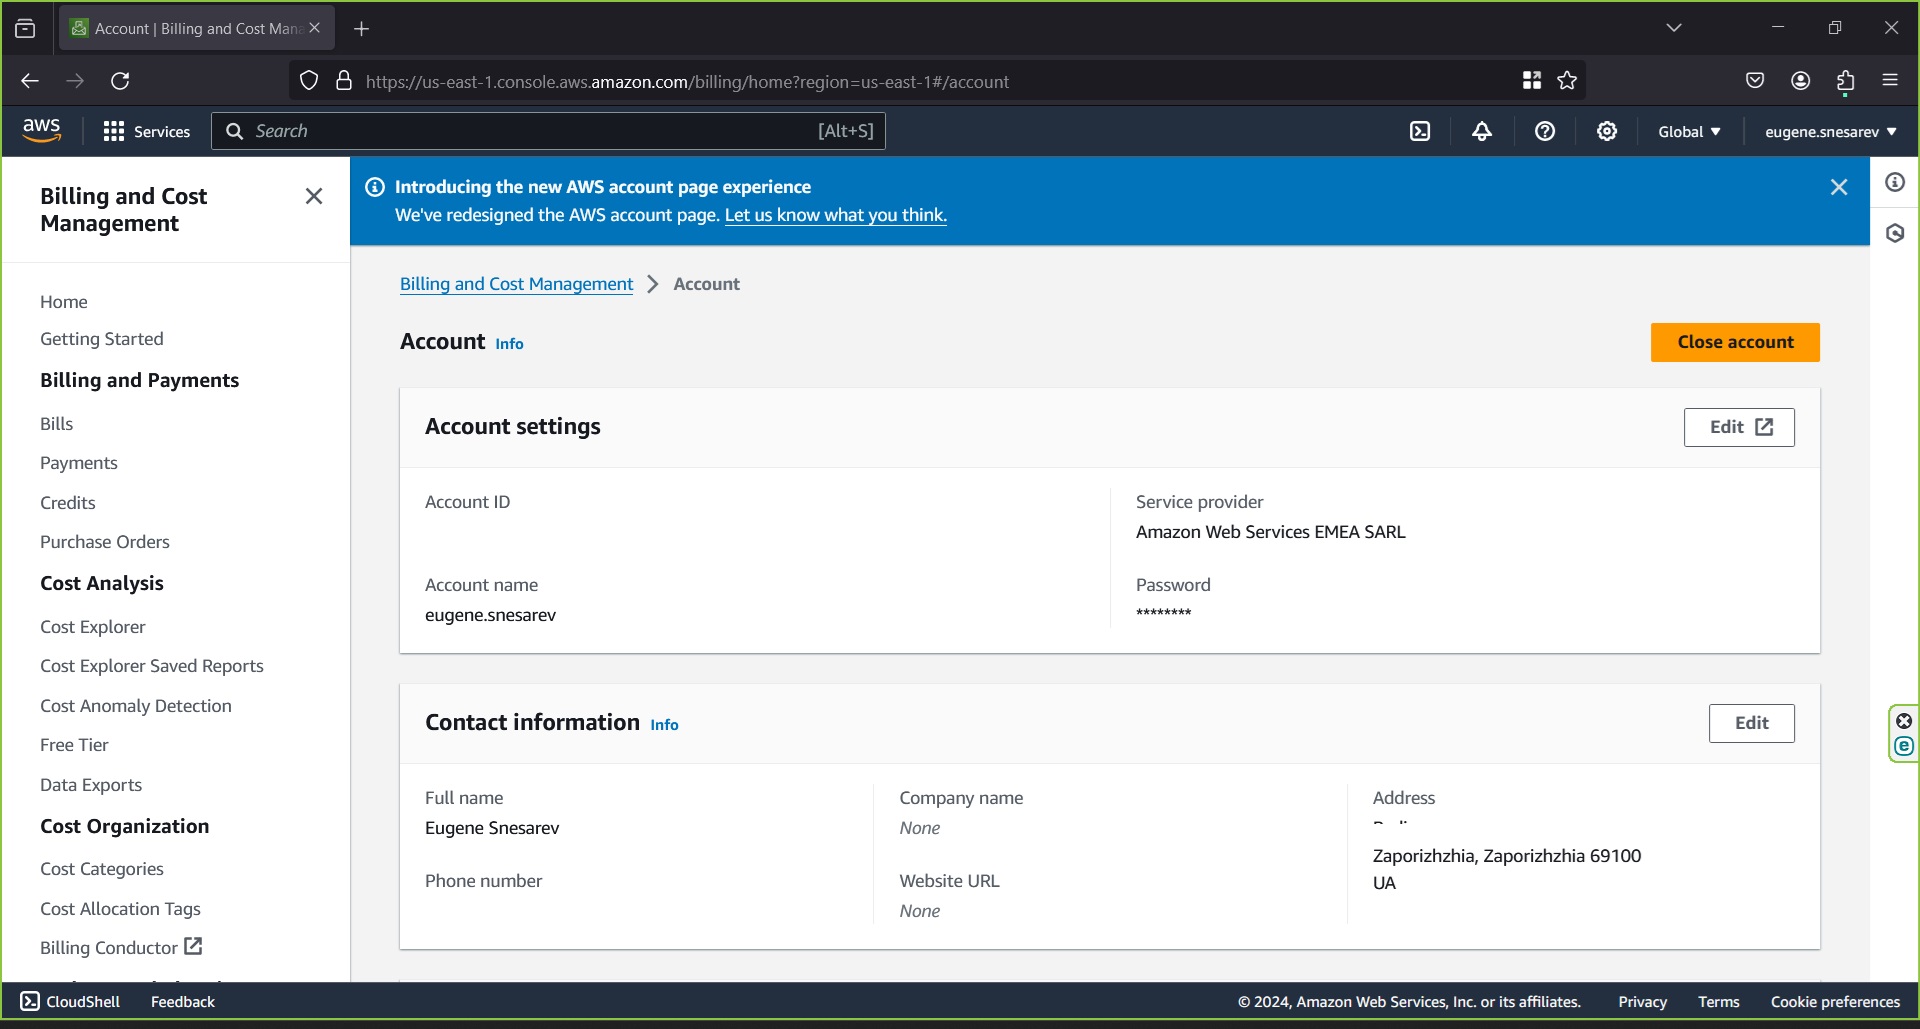 Account | Billing and Cost Mana
https://us-east-1.console.aws.amazon.com/billing/home?region=us-east-1#/account
aws
Services
Search
[Alt+S]
Global
eugene.snesarev
Billing and Cost
Management
Home
Getting Started
Billing and Payments
Bills
Payments
Credits
Purchase Orders
Cost Analysis
Cost Explorer
Cost Explorer Saved Reports
Cost Anomaly Detection
Free Tier
Data Exports
Cost Organization
Cost Categories
Cost Allocation Tags
Billing Conductor
Introducing the new AWS account page experience
We've redesigned the AWS account page. Let us know what you think.
Billing and Cost Management
Account
Account Info
Close account
Account settings
Edit
Account ID
Service provider
Amazon Web Services EMEA SARL
Account name
eugene.snesarev
Password
********
Contact information Info
Edit
Full name
Eugene Snesarev
Phone number
Company name
None
Website URL
None
Address
Zaporizhzhia, Zaporizhzhia 69100
UA
CloudShell
Feedback
© 2024, Amazon Web Services, Inc. or its affiliates.
Privacy
Terms
Cookie preferences